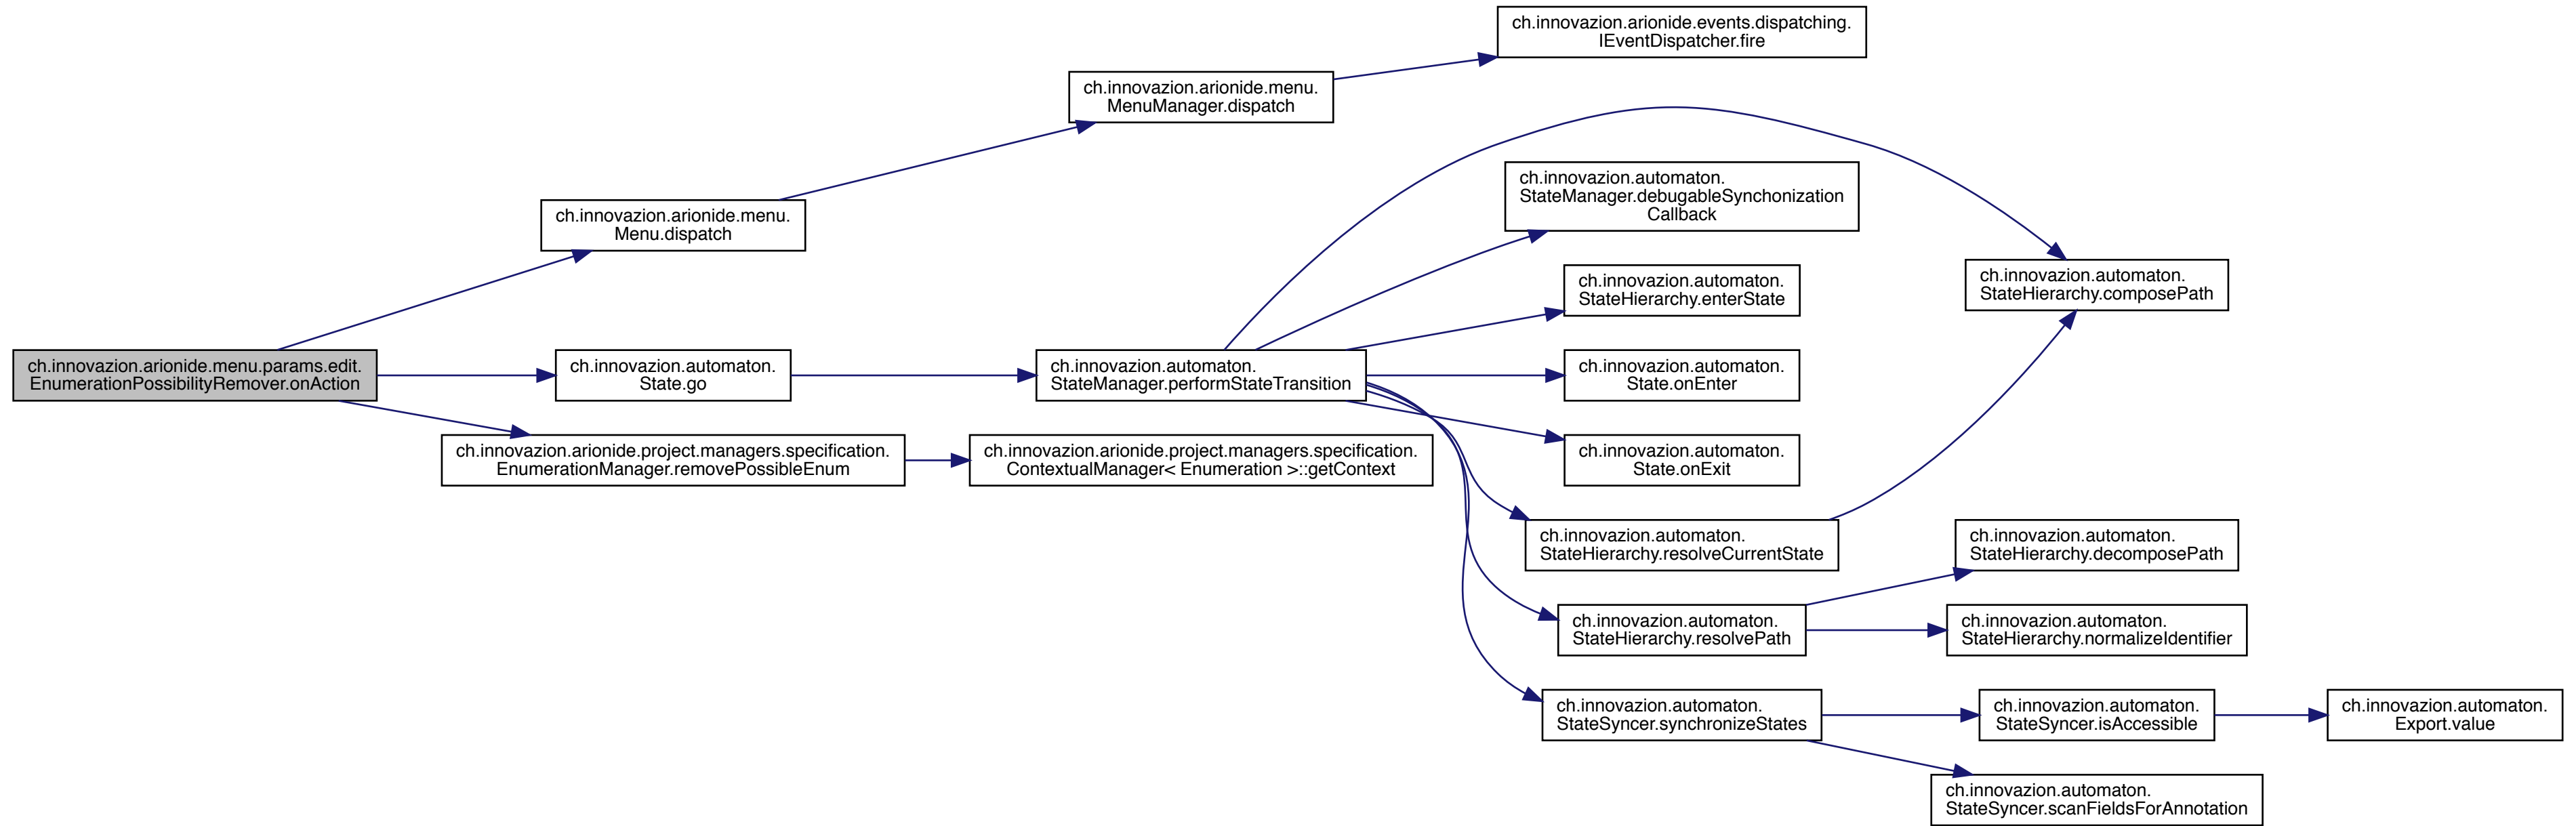 ch.innovazion.arionide.events.dispatching.
IEventDispatcher.fire
ch.innovazion.arionide.menu.
MenuManager.dispatch
ch.innovazion.automaton.
StateManager.debugableSynchonization
Callback
ch.innovazion.arionide.menu.
Menu.dispatch
ch.innovazion.automaton.
StateHierarchy.enterState
ch.innovazion.automaton.
StateHierarchy.composePath
ch.innovazion.arionide.menu.params.edit.
EnumerationPossibilityRemover.onAction
ch.innovazion.automaton.
State.go
ch.innovazion.automaton.
StateManager.performStateTransition
ch.innovazion.automaton.
State.onEnter
ch.innovazion.arionide.project.managers.specification.
EnumerationManager.removePossibleEnum
ch.innovazion.arionide.project.managers.specification.
ContextualManager< Enumeration >::getContext
ch.innovazion.automaton.
State.onExit
ch.innovazion.automaton.
StateHierarchy.resolveCurrentState
ch.innovazion.automaton.
StateHierarchy.decomposePath
ch.innovazion.automaton.
StateHierarchy.resolvePath
ch.innovazion.automaton.
StateHierarchy.normalizeIdentifier
ch.innovazion.automaton.
StateSyncer.synchronizeStates
ch.innovazion.automaton.
StateSyncer.isAccessible
ch.innovazion.automaton.
Export.value
ch.innovazion.automaton.
StateSyncer.scanFieldsForAnnotation